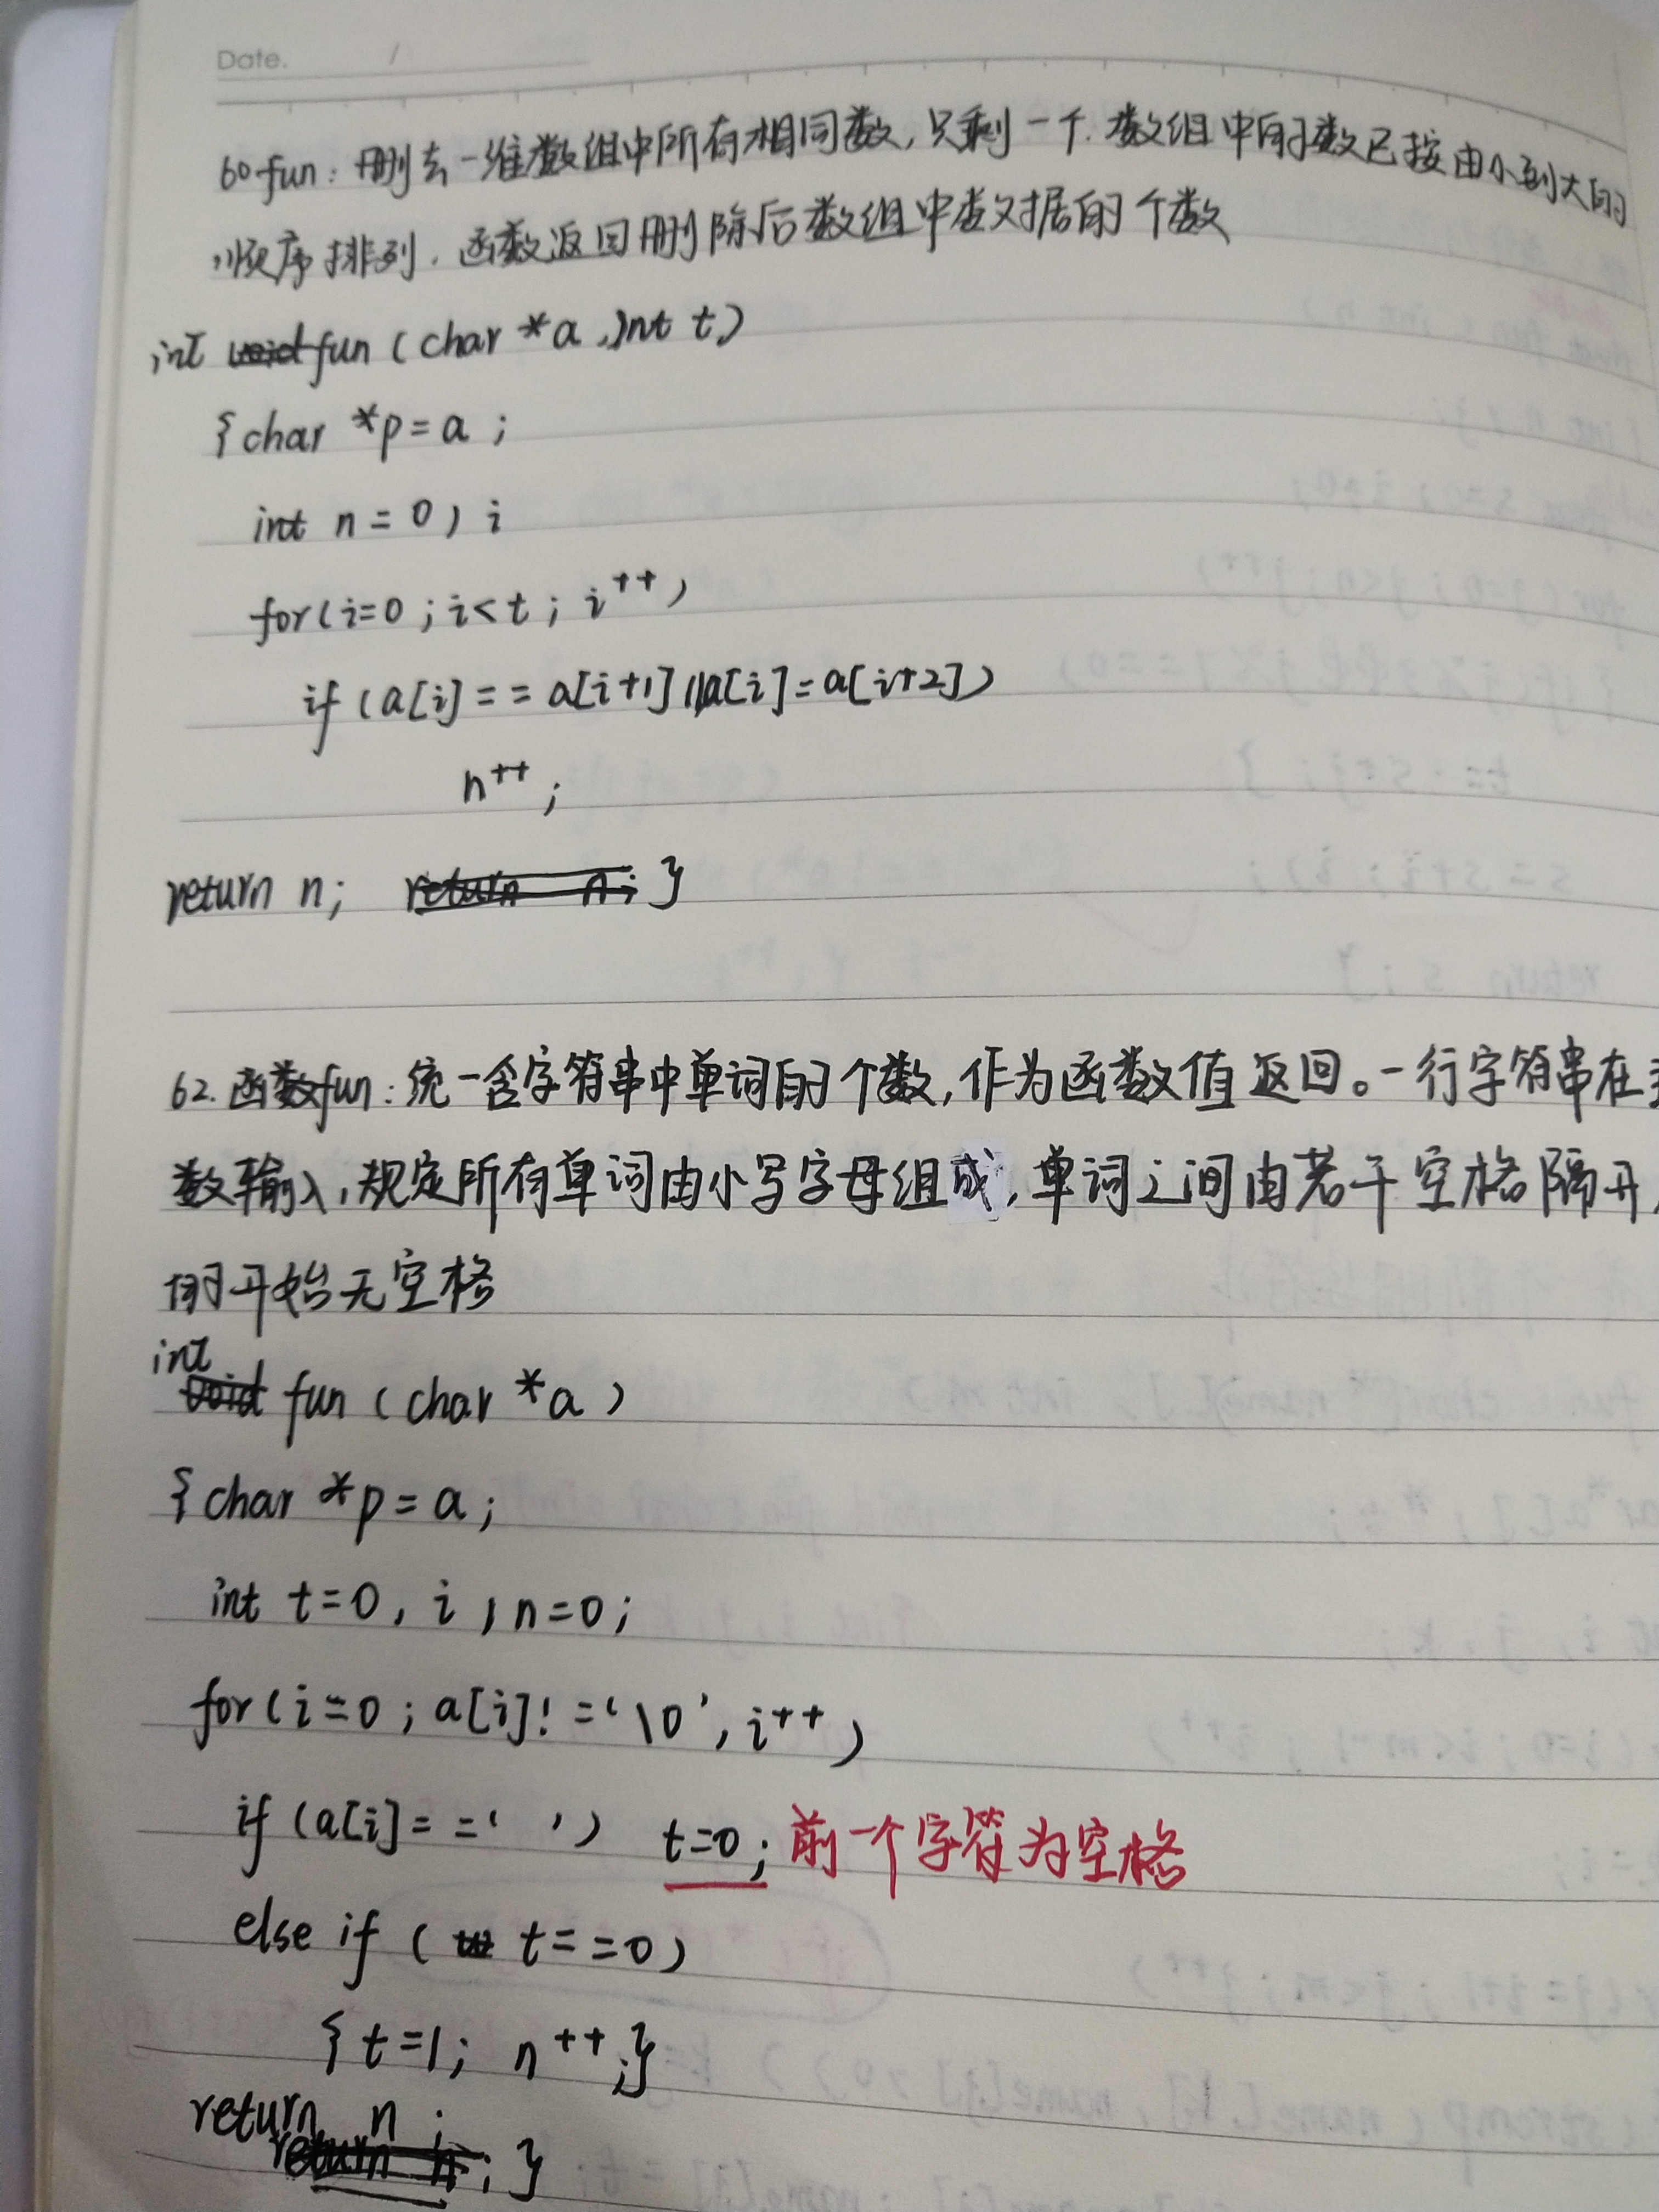 Date. /
60 fun：删去一维数组中所有相同数，只剩一个. 数组中的数已按由小到大的
顺序排列. 函数返回删除后数组中数据的个数
int void fun (char *a, int t)
{char *p=a ;
int n = 0, i
for(i=0 ; i<t ; i++)
if (a[i]==a[i+1]||a[i]=a[i+2])
n++ ;
return n; return n; }
62. 函数fun：统一含字符串中单词的个数，作为函数值返回。一行字符串在
数输入，规定所有单词由小写字母组成，单词之间由若干空格隔开，
的开始无空格
int
void fun (char *a)
{char *p=a;
int t=0, i, n=0;
for(i=0 ; a[i]!='\0', i++)
if (a[i]==' ') t=0; 前一个字符为空格
else if ( t==0)
{t=1; n++;}
return n ;
return n; }